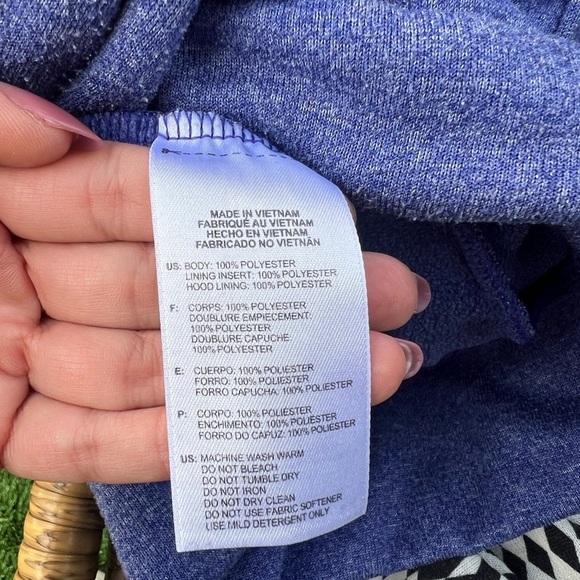 MADE IN VIETNAM
FABRIQUÉ AU VIETNAM
HECHO EN VIETNAM
FABRICADO NO VIETNÃN
US: BODY: 100% POLYESTER
LINING INSERT: 100% POLYESTER
HOOD LINING: 100% POLYESTER
F: CORPS: 100% POLYESTER
DOUBLURE EMPIECEMENT:
100% POLYESTER
DOUBLURE CAPUCHE:
100% POLYESTER
E: CUERPO: 100% POLIESTER
FORRO: 100% POLIESTER
FORRO CAPUCHA: 100% POLIESTER
P: CORPO: 100% POLIÉSTER
ENCHIMENTO: 100% POLIÉSTER
FORRO DO CAPUZ: 100% POLIÉSTER
US: MACHINE WASH WARM
DO NOT BLEACH
DO NOT TUMBLE DRY
DO NOT IRON
DO NOT DRY CLEAN
DO NOT USE FABRIC SOFTENER
USE MILD DETERGENT ONLY